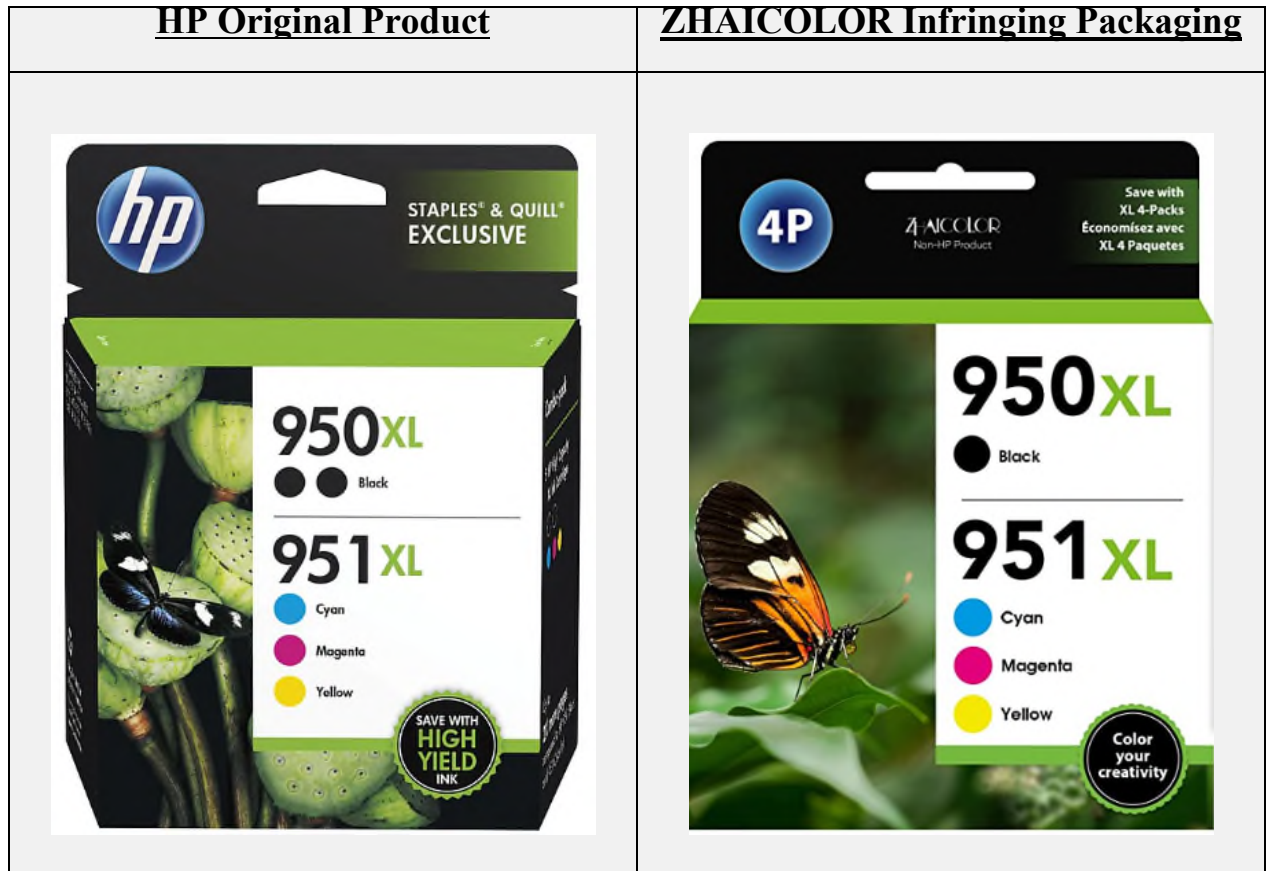 HP Original Product
ZHAICOLOR Infringing Packaging
hp
STAPLES® & QUILL®
EXCLUSIVE
950XL
Black
951XL
Cyan
Magenta
Yellow
SAVE WITH
HIGH
YIELD
INK
4P
ZHAICOLOR
Non-HP Product
Save with
XL 4-Packs
Économisez avec
XL 4 Paquetes
950XL
Black
951XL
Cyan
Magenta
Yellow
Color
your
creativity